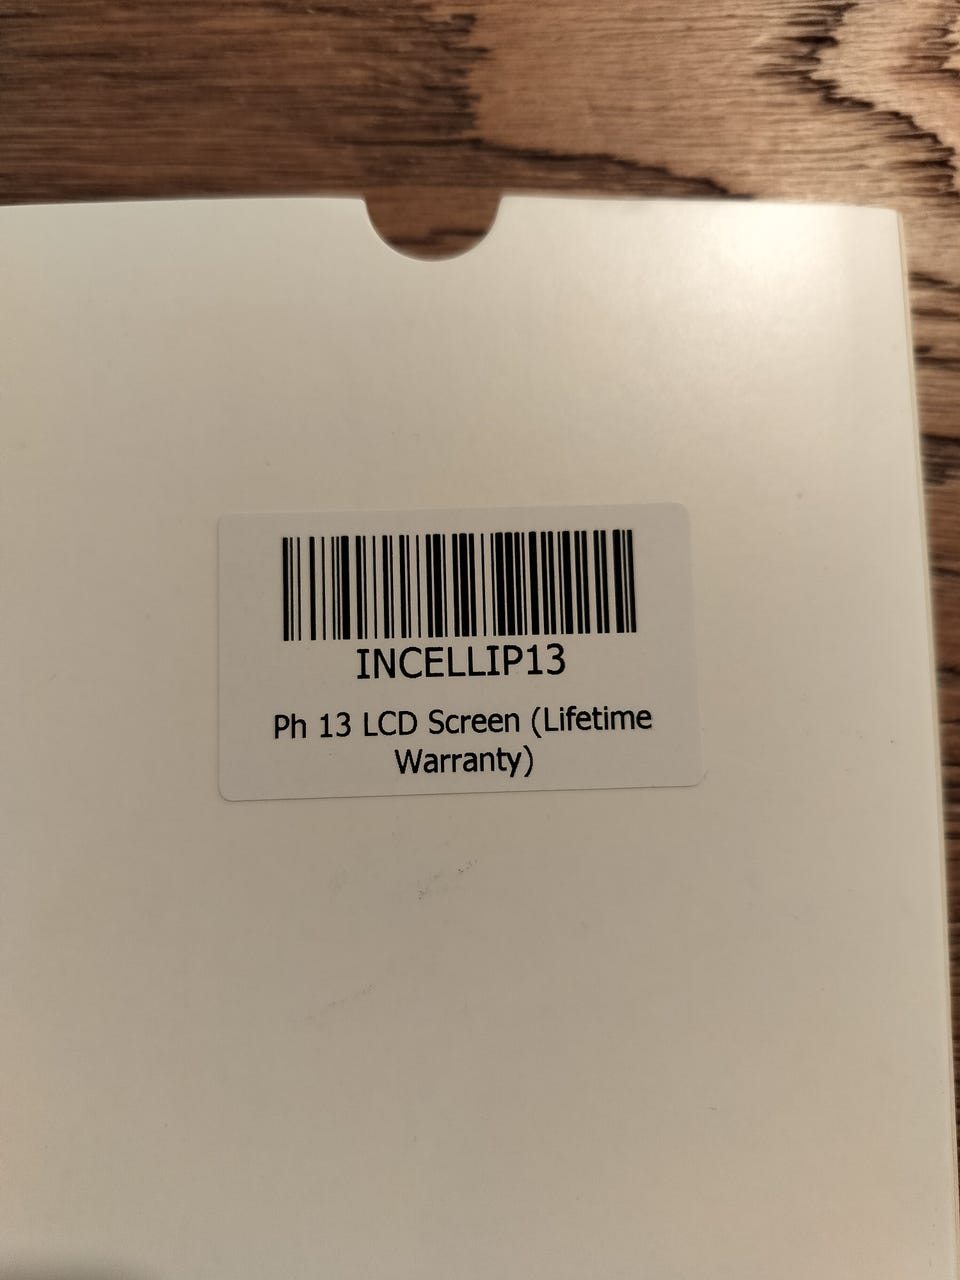 INCELLIP13
Ph 13 LCD Screen (Lifetime
Warranty)